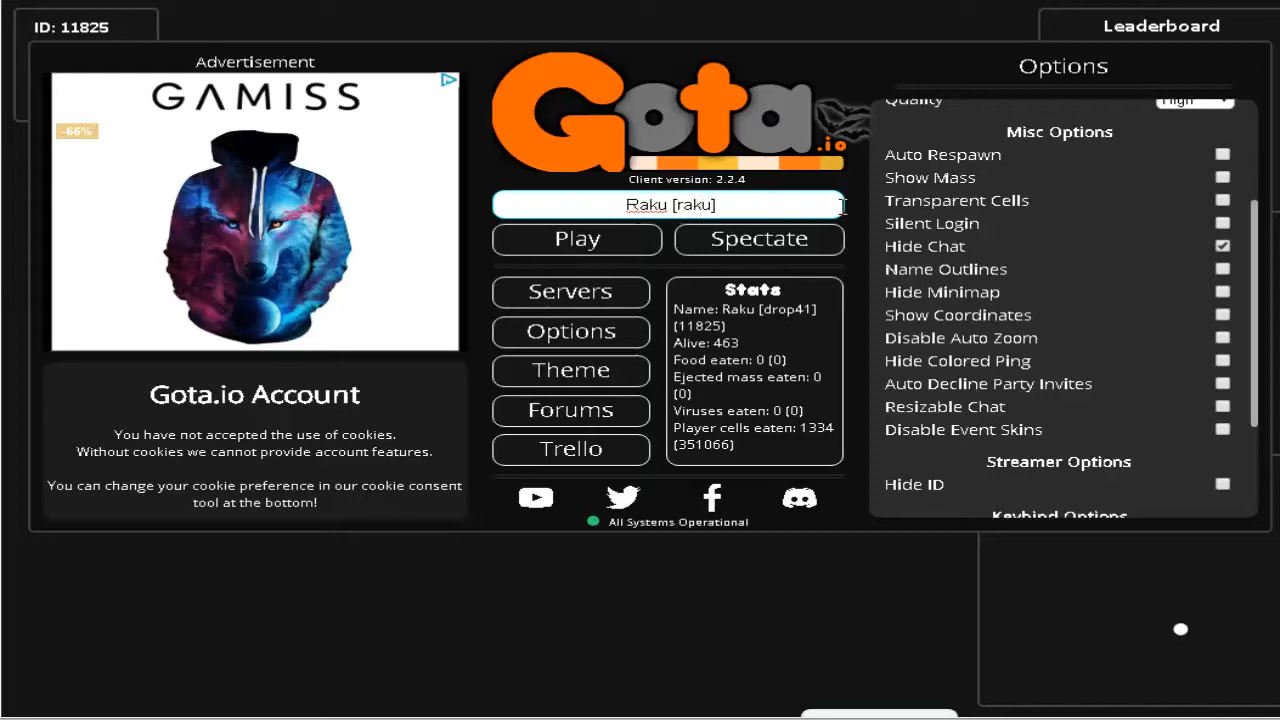 ID: 11825
Leaderboard
Advertisement
GAMISS
-66%
Gota.io Account
You have not accepted the use of cookies.
Without cookies we cannot provide account features.
You can change your cookie preference in our cookie consent
tool at the bottom!
Gota.io
Client version: 2.2.4
Raku [raku]
Play
Spectate
Servers
Options
Theme
Forums
Trello
Stats
Name: Raku [drop41]
(11825)
Alive: 463
Food eaten: 0 (0)
Ejected mass eaten: 0
(0)
Viruses eaten: 0 (0)
Player cells eaten: 1334
(351066)
All Systems Operational
Options
Quality
High
Misc Options
Auto Respawn
Show Mass
Transparent Cells
Silent Login
Hide Chat
Name Outlines
Hide Minimap
Show Coordinates
Disable Auto Zoom
Hide Colored Ping
Auto Decline Party Invites
Resizable Chat
Disable Event Skins
Streamer Options
Hide ID
Keybind Options